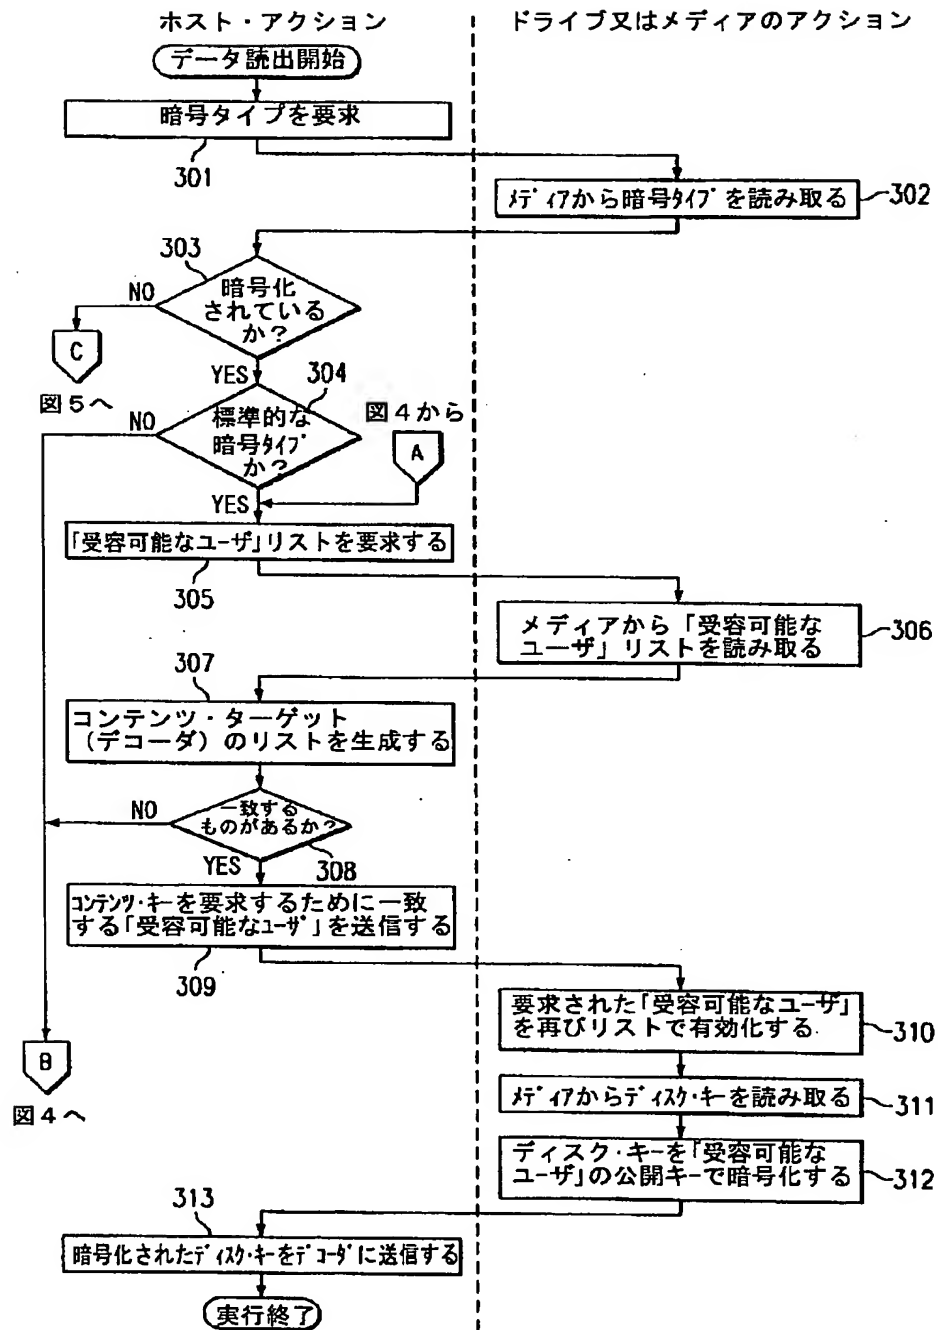 ホスト・アクション
ドライブ又はメディアのアクション
データ読出開始
暗号タイプを要求
301
メディアから暗号タイプを読み取る
302
303
暗号化
されている
か?
NO
C
図5へ
YES
304
標準的な
暗号タイプ
か?
NO
図4から
A
YES
「受容可能なユーザ」リストを要求する
305
メディアから「受容可能な
ユーザ」リストを読み取る
306
307
コンテンツ・ターゲット
(デコーダ)のリストを生成する
一致する
ものがあるか?
NO
308
YES
コンテンツ・キーを要求するために一致
する「受容可能なユーザ」を送信する
309
要求された「受容可能なユーザ」
を再びリストで有効化する
310
B
図4へ
メディアからディスク・キーを読み取る
311
ディスク・キーを「受容可能な
ユーザ」の公開キーで暗号化する
312
313
暗号化されたディスク・キーをデコーダに送信する
実行終了